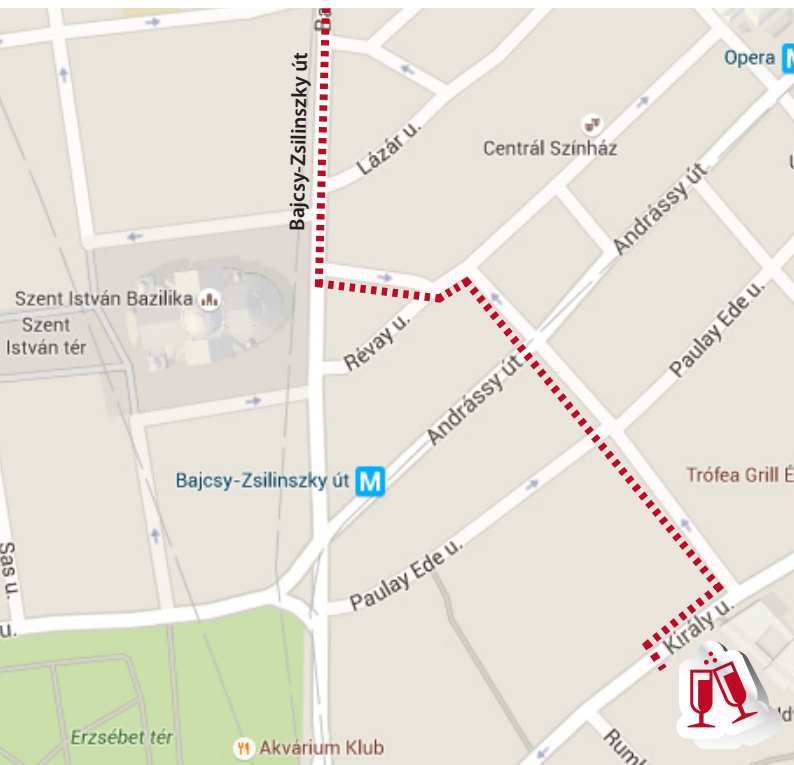 Bajcsy-Zsilinszky út
Opera M
Lázár u.
Centrál Színház
Andrássy út
Szent István Bazilika
Szent
István tér
Révay u.
Paulay Ede u.
Andrássy út
Bajcsy-Zsilinszky út M
Trófea Grill É
Sas u.
Paulay Ede u.
u.
Király u.
Erzsébet tér
Akvárium Klub